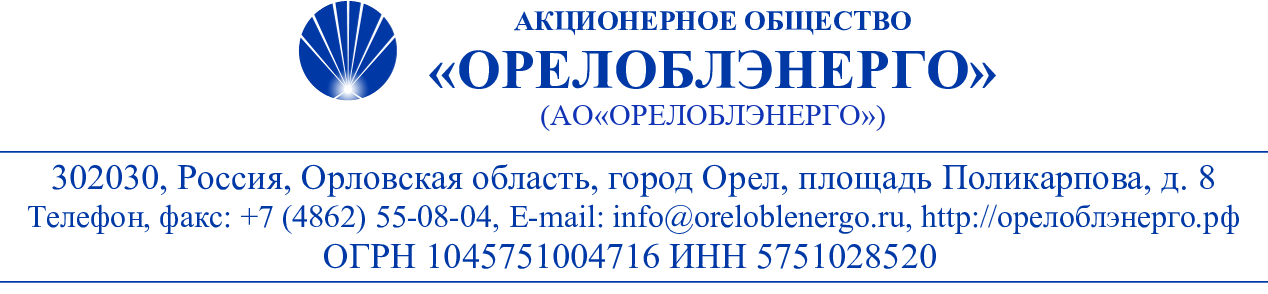 АКЦИОНЕРНОЕ ОБЩЕСТВО
«ОРЕЛОБЛЭНЕРГО»
(АО«ОРЕЛОБЛЭНЕРГО»)
302030, Россия, Орловская область, город Орел, площадь Поликарпова, д. 8
Телефон, факс: +7 (4862) 55-08-04, E-mail: info@oreloblenergo.ru, http://орелоблэнерго.рф
ОГРН 1045751004716 ИНН 5751028520